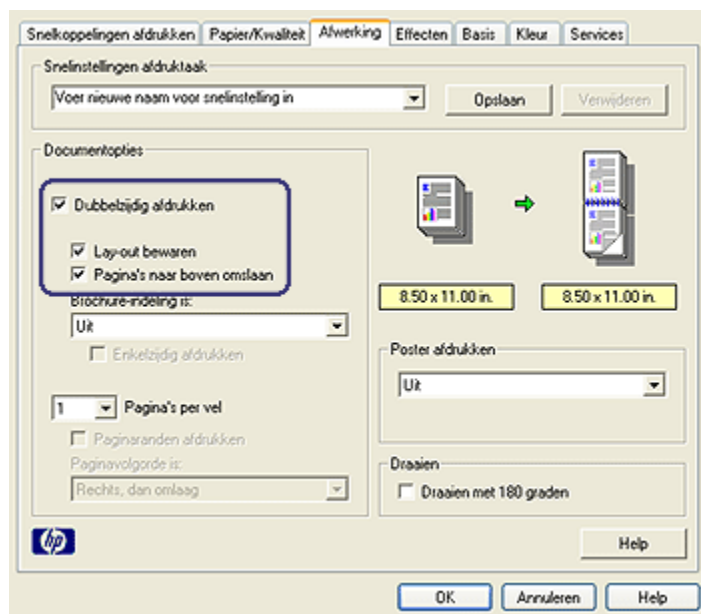 Snelkoppelingen afdrukken Papier/Kwaliteit Afwerking Effecten Basis Kleur Services
Snelinstellingen afdruktaak
Voer nieuwe naam voor snelinstelling in Opslaan Verwijderen
Documentopties
Dubbelzijdig afdrukken
Lay-out bewaren
Pagina's naar boven omslaan
Brochure-indeling is:
Uit
Enkelzijdig afdrukken
1 Pagina's per vel
Paginaranden afdrukken
Paginavolgorde is:
Rechts, dan omlaag
8.50 x 11.00 in. 8.50 x 11.00 in.
Poster afdrukken
Uit
Draaien
Draaien met 180 graden
hp Help
OK Annuleren Help